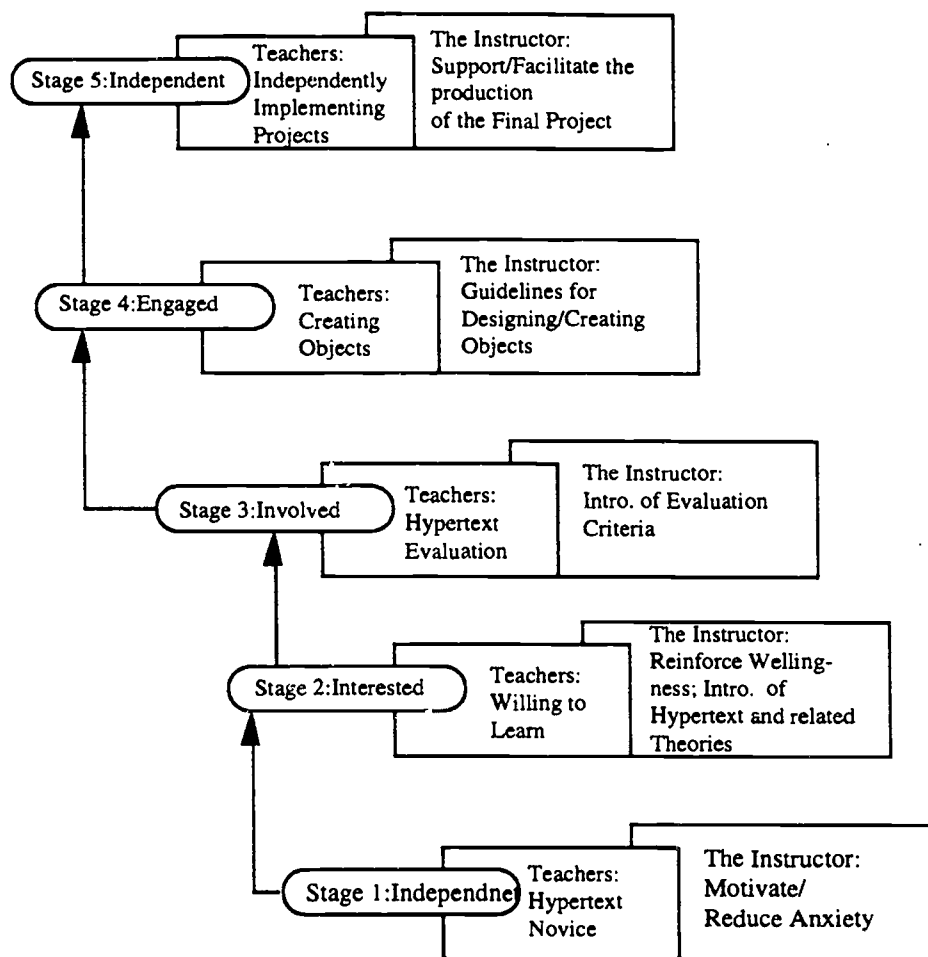 Stage 5:Independent
Teachers:
Independently
Implementing
Projects
The Instructor:
Support/Facilitate the
production
of the Final Project
Stage 4:Engaged
Teachers:
Creating
Objects
The Instructor:
Guidelines for
Designing/Creating
Objects
Stage 3:Involved
Teachers:
Hypertext
Evaluation
The Instructor:
Intro. of Evaluation
Criteria
Stage 2:Interested
Teachers:
Willing to
Learn
The Instructor:
Reinforce Welling-
ness; Intro. of
Hypertext and related
Theories
Stage 1:Independnet
Teachers:
Hypertext
Novice
The Instructor:
Motivate/
Reduce Anxiety